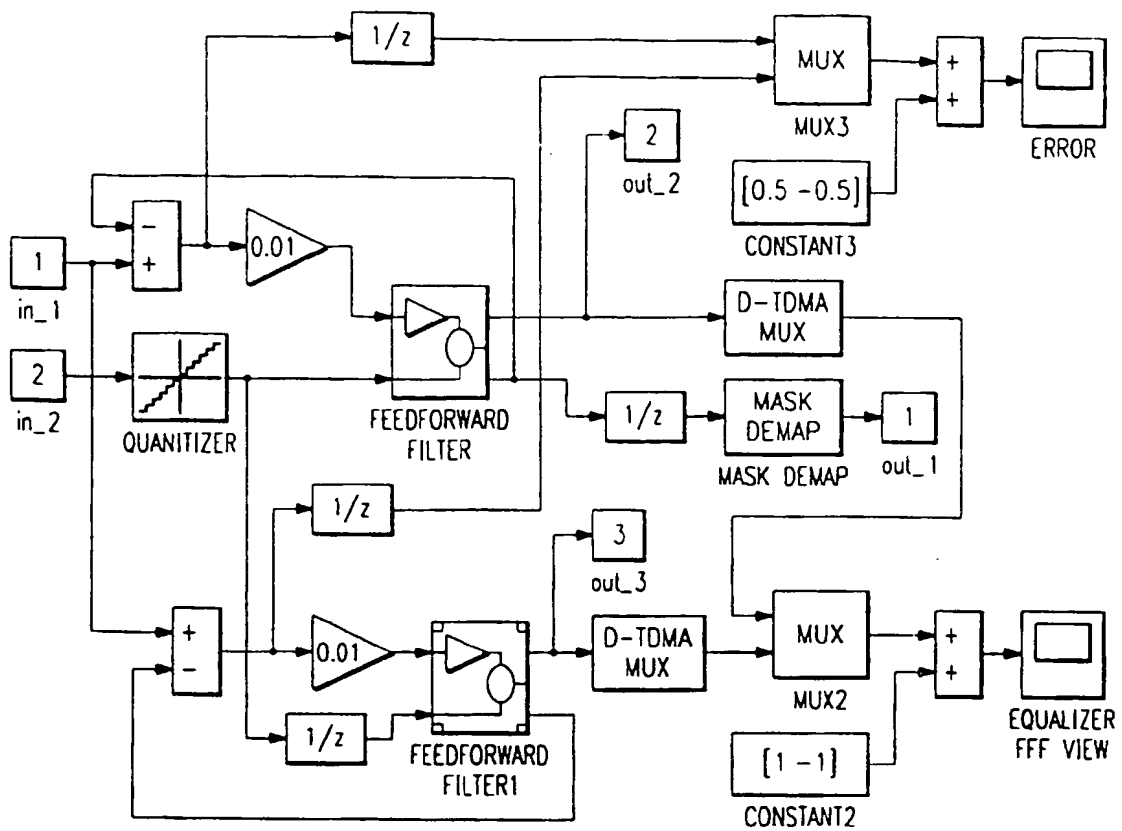 1/z
MUX
MUX3
+
+
ERROR
2
out_2
[0.5 -0.5]
CONSTANT3
-
+
0.01
1
in_1
2
in_2
QUANITIZER
FEEDFORWARD
FILTER
D-TDMA
MUX
1/z
MASK
DEMAP
MASK DEMAP
1
out_1
1/z
3
out_3
+
-
0.01
FEEDFORWARD
FILTER1
1/z
D-TDMA
MUX
MUX
MUX2
+
+
EQUALIZER
FFF VIEW
[1 -1]
CONSTANT2